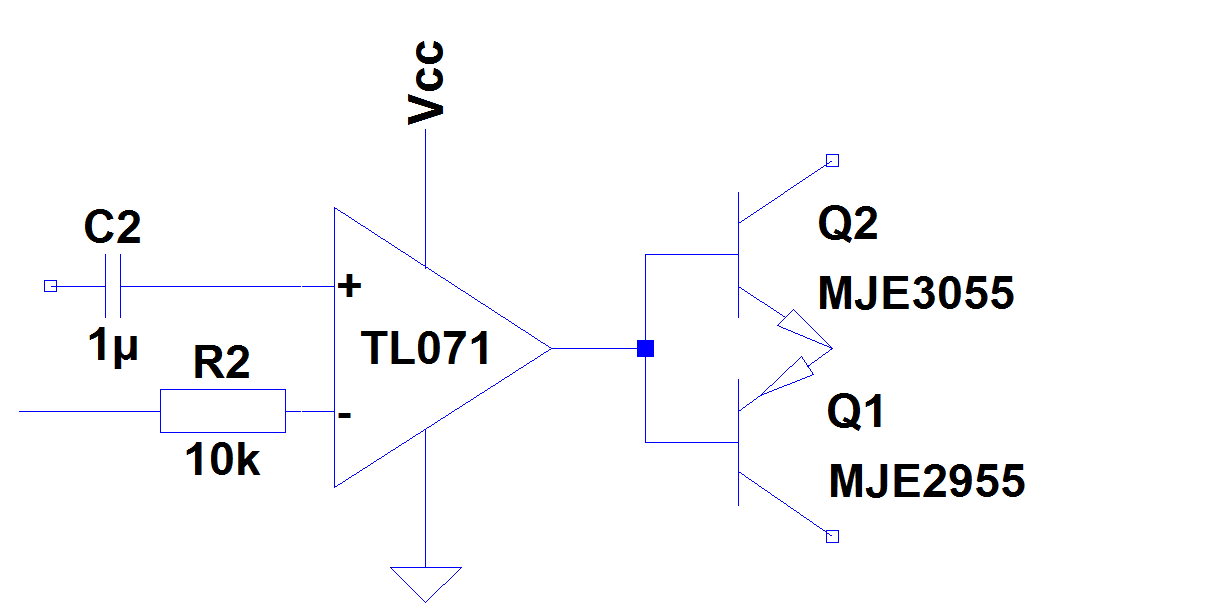 Vcc
C2
1µ
R2
10k
+
-
TL071
Q2
MJE3055
Q1
MJE2955